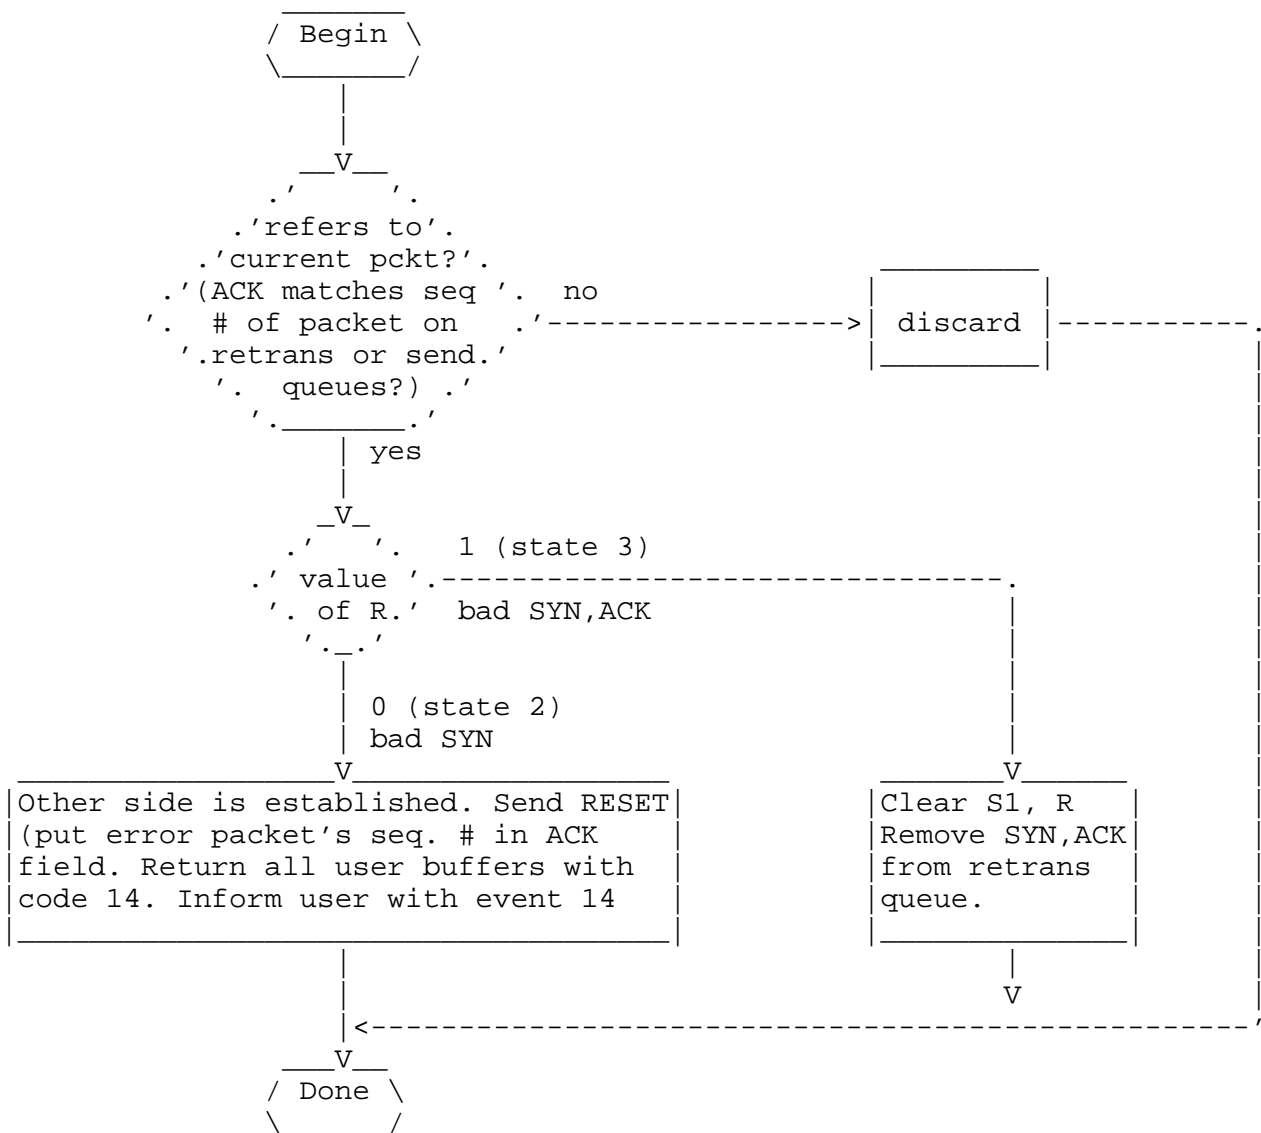 Begin
refers to
current pckt?
(ACK matches seq
no
# of packet on
discard
retrans or send
queues?)
yes
1 (state 3)
value
of R.
bad SYN,ACK
0 (state 2)
bad SYN
Other side is established. Send RESET
(put error packet's seq. # in ACK
field. Return all user buffers with
code 14. Inform user with event 14
Clear S1, R
Remove SYN,ACK
from retrans
queue.
Done